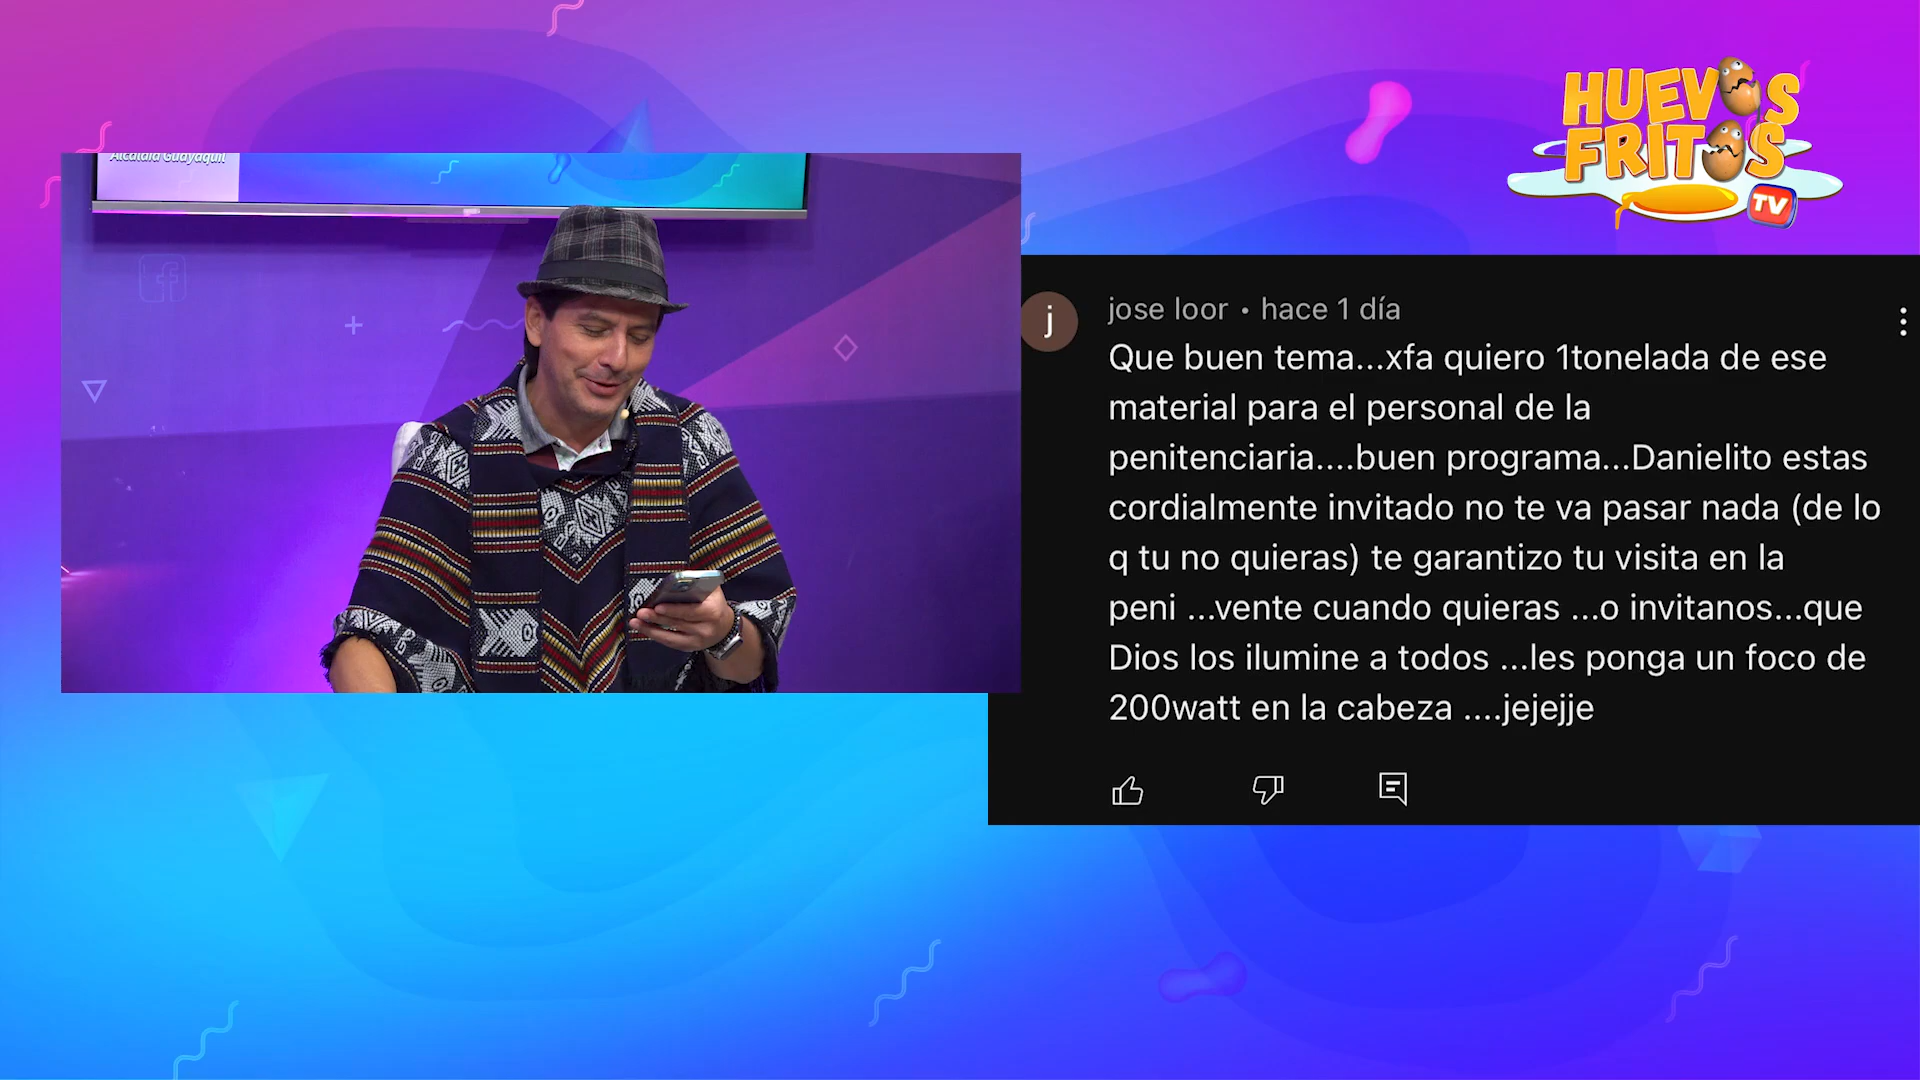 HUEVOS
FRITOS
TV
Alcaldía Guayaquil
j
jose loor • hace 1 día
Que buen tema...xfa quiero 1tonelada de ese
material para el personal de la
penitenciaria....buen programa...Danielito estas
cordialmente invitado no te va pasar nada (de lo
q tu no quieras) te garantizo tu visita en la
peni ...vente cuando quieras ...o invitanos...que
Dios los ilumine a todos ...les ponga un foco de
200watt en la cabeza ....jejejje